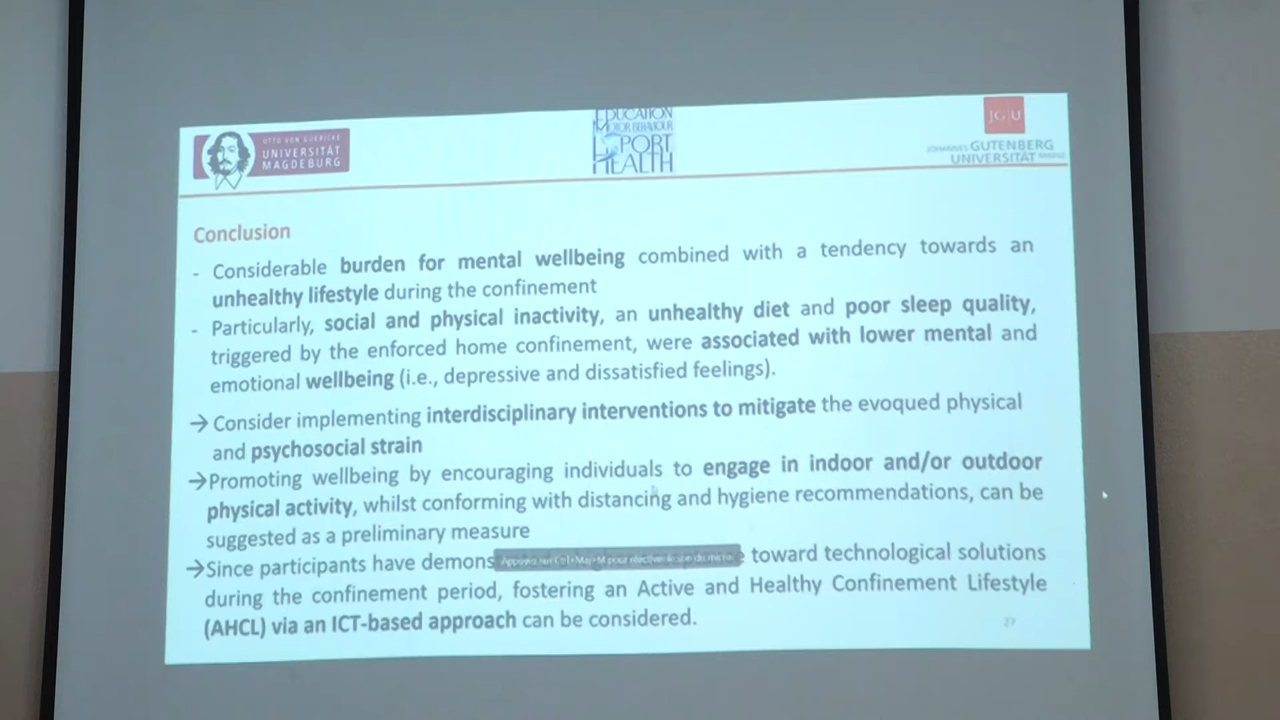 OTTO VON GUERICKE
UNIVERSITÄT
MAGDEBURG
EDUCATION
MOTOR BEHAVIOUR
SPORT
HEALTH
JG|U
JOHANNES GUTENBERG
UNIVERSITÄT MAINZ
Conclusion
- Considerable burden for mental wellbeing combined with a tendency towards an
unhealthy lifestyle during the confinement
- Particularly, social and physical inactivity, an unhealthy diet and poor sleep quality,
triggered by the enforced home confinement, were associated with lower mental and
emotional wellbeing (i.e., depressive and dissatisfied feelings).
→ Consider implementing interdisciplinary interventions to mitigate the evoqued physical
and psychosocial strain
→Promoting wellbeing by encouraging individuals to engage in indoor and/or outdoor
physical activity, whilst conforming with distancing and hygiene recommendations, can be
suggested as a preliminary measure
→Since participants have demons toward technological solutions
during the confinement period, fostering an Active and Healthy Confinement Lifestyle
(AHCL) via an ICT-based approach can be considered.
27